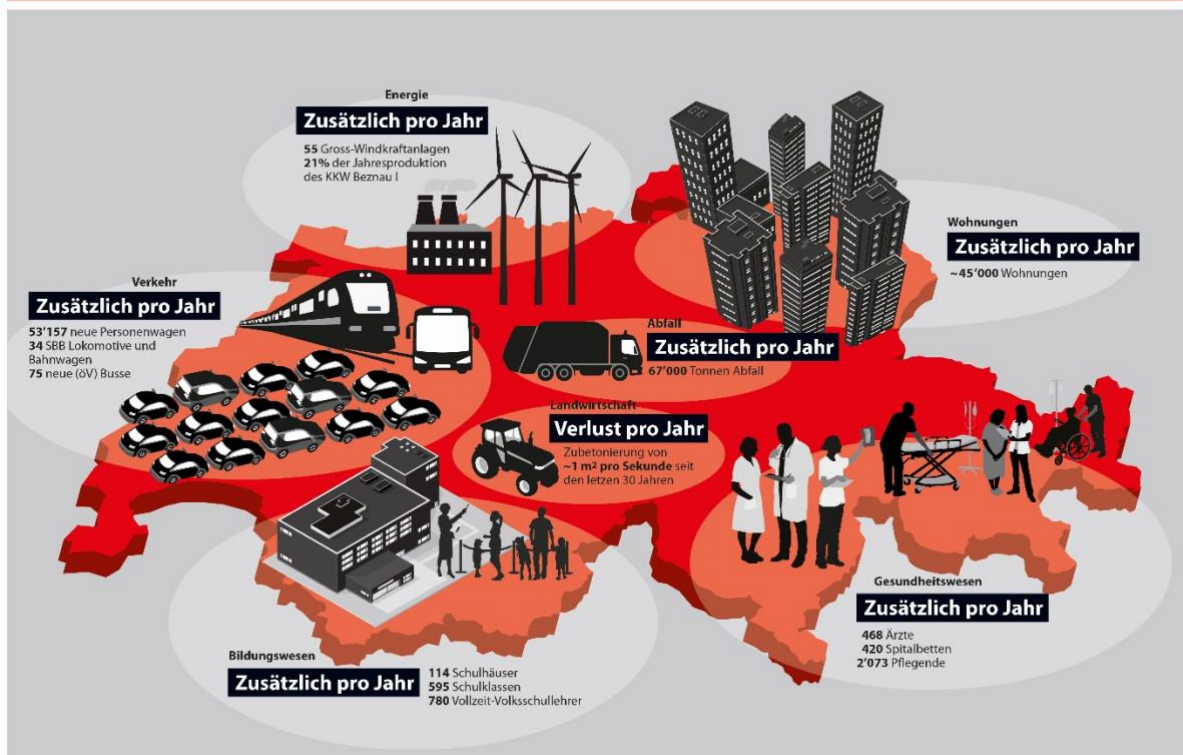 Energie
Zusätzlich pro Jahr
55 Gross-Windkraftanlagen
21% der Jahresproduktion
des KKW Beznau I
Wohnungen
Zusätzlich pro Jahr
~45’000 Wohnungen
Verkehr
Zusätzlich pro Jahr
53’157 neue Personenwagen
34 SBB Lokomotive und
Bahnwagen
75 neue (öV) Busse
Abfall
Zusätzlich pro Jahr
67’000 Tonnen Abfall
Landwirtschaft
Verlust pro Jahr
Zubetonierung von
~1 m² pro Sekunde seit
den letzen 30 Jahren
Gesundheitswesen
Zusätzlich pro Jahr
468 Ärzte
420 Spitalbetten
2’073 Pflegende
Bildungswesen
Zusätzlich pro Jahr
114 Schulhäuser
595 Schulklassen
780 Vollzeit-Volksschullehrer